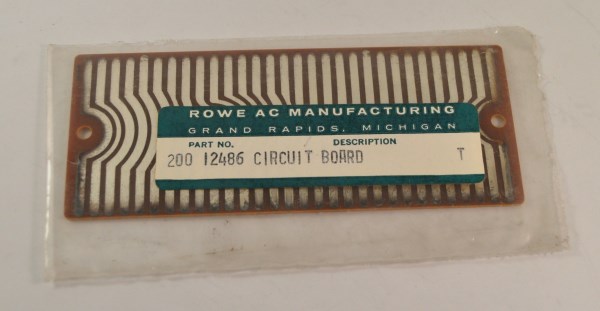 ROWE AC MANUFACTURING
GRAND RAPIDS, MICHIGAN
PART NO. DESCRIPTION
200 12486 CIRCUIT BOARD T